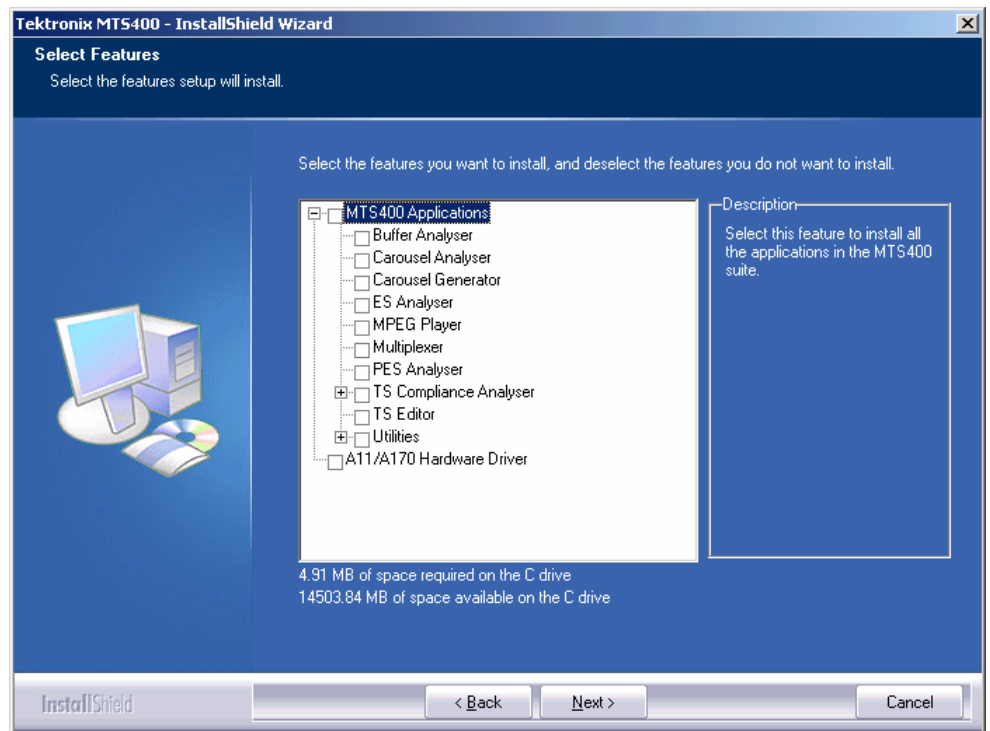 Tektronix MTS400 - InstallShield Wizard
Select Features
Select the features setup will install.
Select the features you want to install, and deselect the features you do not want to install.
MTS400 Applications
Buffer Analyser
Carousel Analyser
Carousel Generator
ES Analyser
MPEG Player
Multiplexer
PES Analyser
TS Compliance Analyser
TS Editor
Utilities
A11/A170 Hardware Driver
Description
Select this feature to install all
the applications in the MTS400
suite.
4.91 MB of space required on the C drive
14503.84 MB of space available on the C drive
InstallShield
< Back
Next >
Cancel